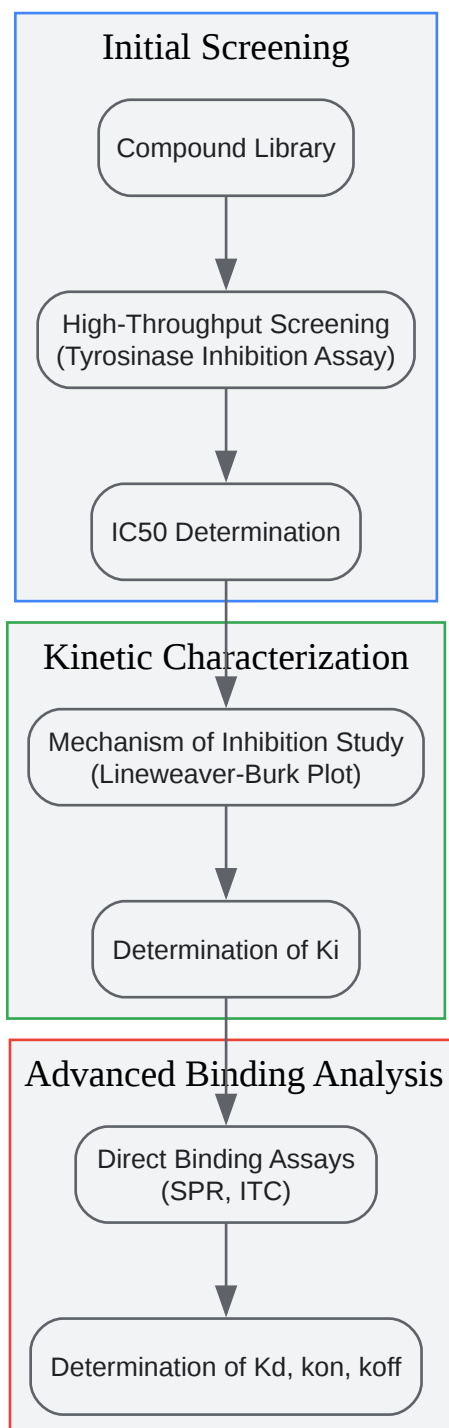 Initial Screening
Compound Library
High-Throughput Screening
(Tyrosinase Inhibition Assay)
IC50 Determination
Kinetic Characterization
Mechanism of Inhibition Study
(Lineweaver-Burk Plot)
Determination of Ki
Advanced Binding Analysis
Direct Binding Assays
(SPR, ITC)
Determination of Kd, kon, koff